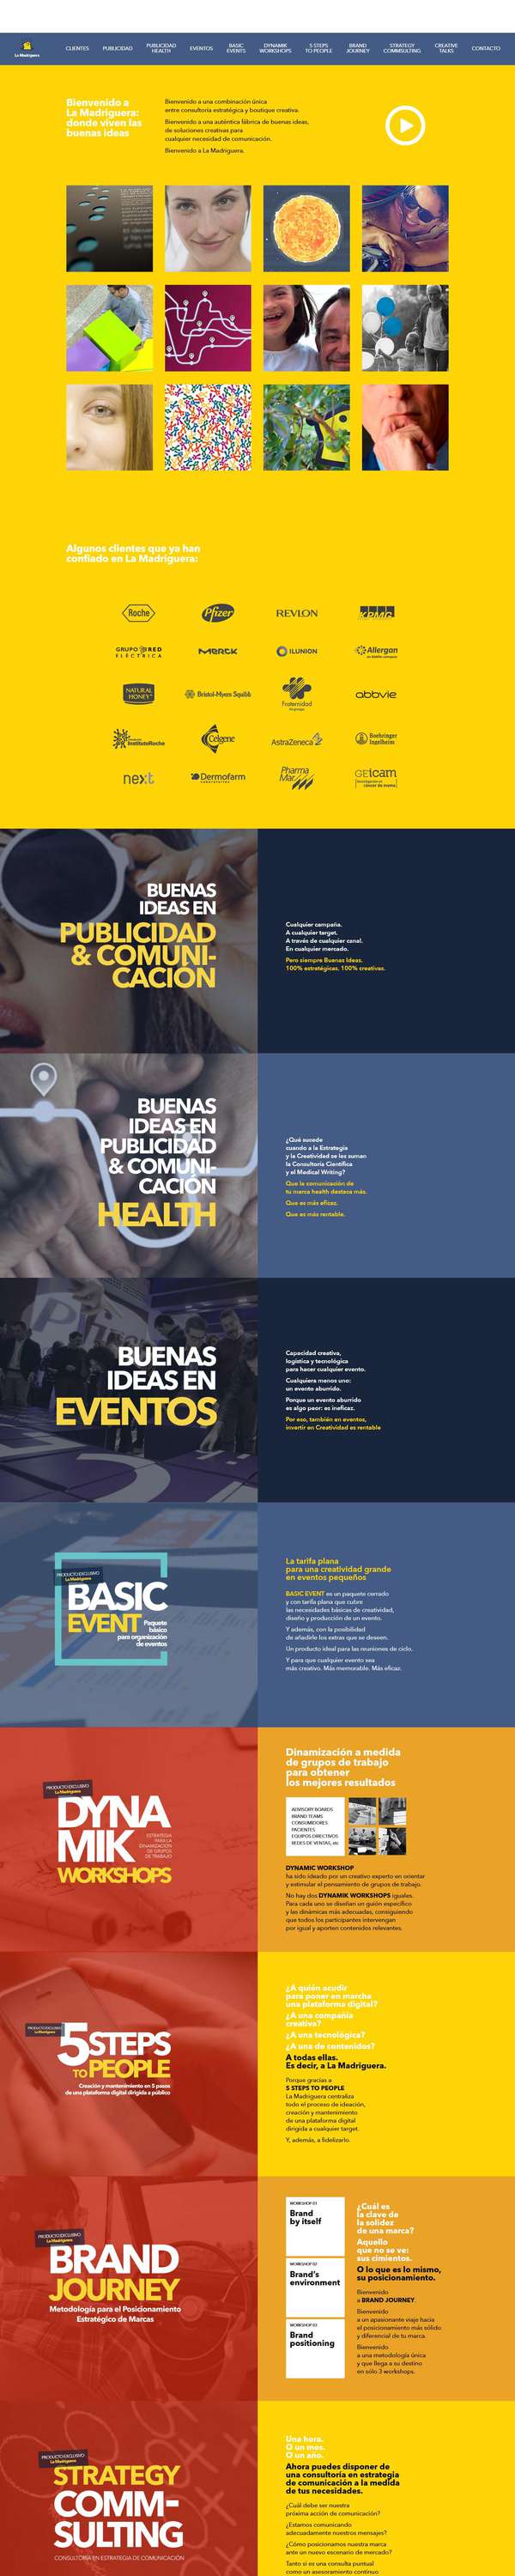 La Madriguera
CLIENTES
PUBLICIDAD
PUBLICIDAD
HEALTH
EVENTOS
BASIC
EVENTS
DYNAMIK
WORKSHOPS
5 STEPS
TO PEOPLE
BRAND
JOURNEY
STRATEGY
COMMSULTING
CREATIVE
TALKS
CONTACTO
Bienvenido a
La Madriguera:
donde viven las
buenas ideas
Bienvenido a una combinación única
entre consultoría estratégica y boutique creativa.
Bienvenido a una auténtica fábrica de buenas ideas,
de soluciones creativas para
cualquier necesidad de comunicación.
Bienvenido a La Madriguera.
Algunos clientes que ya han
confiado en La Madriguera:
Roche
Pfizer
REVLON
KPMG
GRUPO RED
ELÉCTRICA
MERCK
ILUNION
Allergan
NATURAL
HONEY
Bristol-Myers Squibb
Fraternidad
abbvie
InstitutoRoche
Celgene
AstraZeneca
Boehringer
Ingelheim
next
Dermofarm
Pharma
Mar
GEicam
cáncer de mama
BUENAS
IDEAS EN
PUBLICIDAD
& COMUNI-
CACIÓN
Cualquier campaña.
A cualquier target.
A través de cualquier canal.
En cualquier mercado.
Pero siempre Buenas Ideas.
100% estratégicas. 100% creativas.
BUENAS
IDEAS EN
PUBLICIDAD
& COMUNI-
CACIÓN
HEALTH
¿Qué sucede
cuando a la Estrategia
y la Creatividad se les suman
la Consultoría Científica
y el Medical Writing?
Que la comunicación de
tu marca health destaca más.
Que es más eficaz.
Que es más rentable.
BUENAS
IDEAS EN
EVENTOS
Capacidad creativa,
logística y tecnológica
para hacer cualquier evento.
Cualquiera menos uno:
un evento aburrido.
Porque un evento aburrido
es algo peor: es ineficaz.
Por eso, también en eventos,
invertir en Creatividad es rentable
PRODUCTO EXCLUSIVO
La Madriguera
BASIC
EVENT
Paquete
básico
para organización
de eventos
La tarifa plana
para una creatividad grande
en eventos pequeños
BASIC EVENT es un paquete cerrado
y con tarifa plana que cubre
las necesidades básicas de creatividad,
diseño y producción de un evento.
Y además, con la posibilidad
de añadirle los extras que se deseen.
Un producto ideal para las reuniones de ciclo.
Y para que cualquier evento sea
más creativo. Más memorable. Más eficaz.
PRODUCTO EXCLUSIVO
La Madriguera
DYNA
MIK
ESTRATEGIA
PARA LA
DINAMIZACIÓN
DE GRUPOS
DE TRABAJO
WORKSHOPS
Dinamización a medida
de grupos de trabajo
para obtener
los mejores resultados
ADVISORY BOARDS
BRAND TEAMS
CONSUMIDORES
PACIENTES
EQUIPOS DIRECTIVOS
REDES DE VENTAS, etc.
DYNAMIC WORKSHOP
ha sido ideado por un creativo experto en orientar
y estimular el pensamiento de grupos de trabajo.
No hay dos DYNAMIK WORKSHOPS iguales.
Para cada uno se diseñan un guión específico
y las dinámicas más adecuadas, consiguiendo
que todos los participantes intervengan
por igual y aporten contenidos relevantes.
PRODUCTO EXCLUSIVO
La Madriguera
5STEPS
TO PEOPLE
Creación y mantenimiento en 5 pasos
de una plataforma digital dirigida a público
¿A quién acudir
para poner en marcha
una plataforma digital?
¿A una compañía
creativa?
¿A una tecnológica?
¿A una de contenidos?
A todas ellas.
Es decir, a La Madriguera.
Porque gracias a
5 STEPS TO PEOPLE
La Madriguera centraliza
todo el proceso de ideación,
creación y mantenimiento
de una plataforma digital
dirigida a cualquier target.
Y, además, a fidelizarlo.
PRODUCTO EXCLUSIVO
La Madriguera
BRAND
JOURNEY
Metodología para el Posicionamiento
Estratégico de Marcas
WORKSHOP 01
Brand
by itself
WORKSHOP 02
Brand's
environment
WORKSHOP 03
Brand
positioning
¿Cuál es
la clave de
la solidez
de una marca?
Aquello
que no se ve:
sus cimientos.
O lo que es lo mismo,
su posicionamiento.
Bienvenido
a BRAND JOURNEY.
Bienvenido
a un apasionante viaje hacia
el posicionamiento más sólido
y diferencial de tu marca.
Bienvenido
a una metodología única
y que llega a su destino
en sólo 3 workshops.
PRODUCTO EXCLUSIVO
La Madriguera
STRATEGY
COMM-
SULTING
CONSULTORÍA EN ESTRATEGIA DE COMUNICACIÓN
Una hora.
O un mes.
O un año.
Ahora puedes disponer de
una consultoría en estrategia
de comunicación a la medida
de tus necesidades.
¿Cuál debe ser nuestra
próxima acción de comunicación?
¿Estamos comunicando
adecuadamente nuestros mensajes?
¿Cómo posicionamos nuestra marca
ante un nuevo escenario de mercado?
Tanto si es una consulta puntual
como un asesoramiento continuo